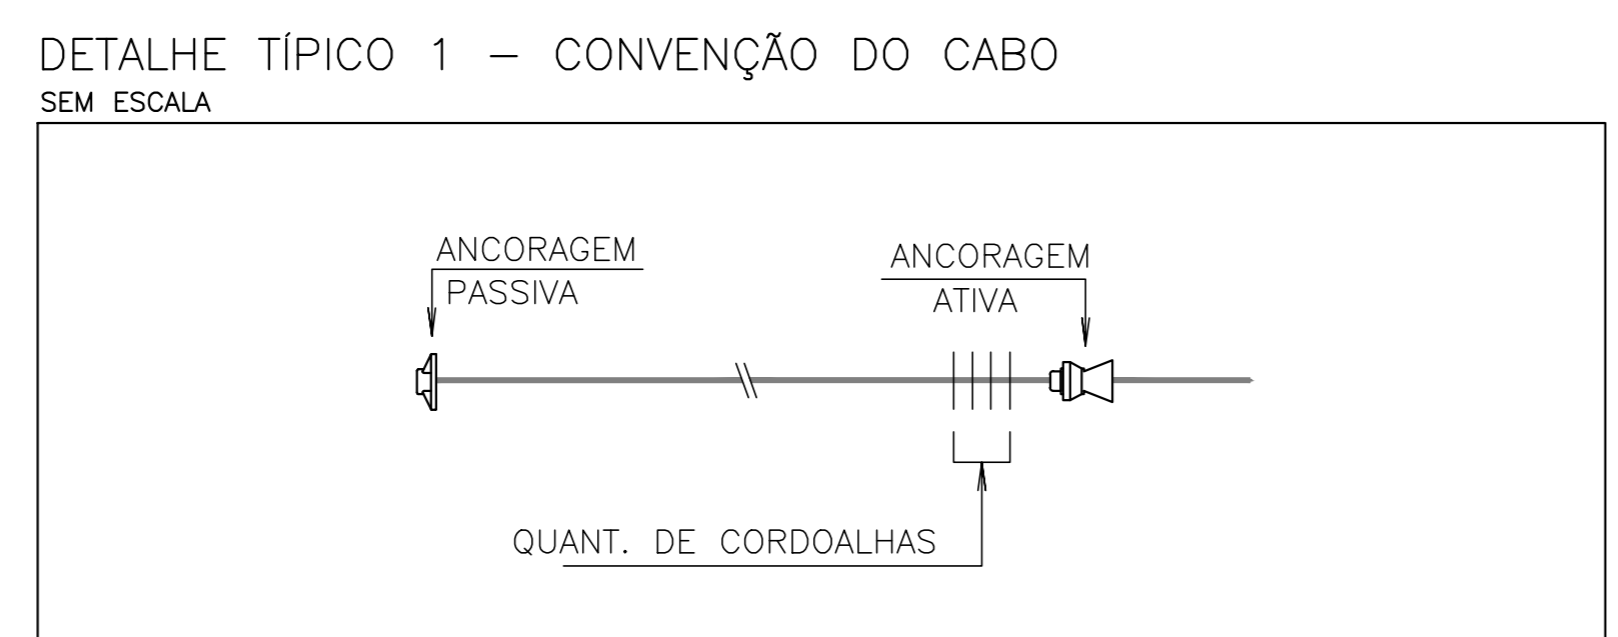 DETALHE TÍPICO 1 – CONVENÇÃO DO CABO
SEM ESCALA
ANCORAGEM
PASSIVA
ANCORAGEM
ATIVA
QUANT. DE CORDOALHAS